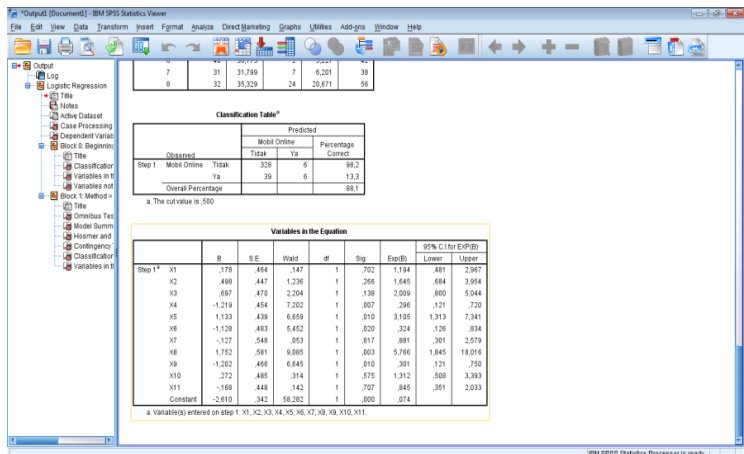 *Output1 [Document1] - IBM SPSS Statistics Viewer
File Edit View Data Transform Insert Format Analyze Direct Marketing Graphs Utilities Add-ons Window Help
Output
Log
Logistic Regression
Title
Notes
Active Dataset
Case Processing
Dependent Variab
Block 0: Beginning
Title
Classification
Variables in t
Variables not
Block 1: Method =
Title
Omnibus Tes
Model Summ
Hosmer and
Contingency
Classification
Variables in t
7 31 31,799 7 6,201 38
8 32 35,329 24 20,671 56
Classification Tableᵃ
Predicted
Mobil Online Percentage
Observed Tidak Ya Correct
Step 1 Mobil Online Tidak 328 6 98,2
Ya 39 6 13,3
Overall Percentage 88,1
a. The cut value is ,500
Variables in the Equation
95% C.I.for EXP(B)
B S.E. Wald df Sig. Exp(B) Lower Upper
Step 1ᵃ X1 ,178 ,464 ,147 1 ,702 1,194 ,481 2,967
X2 ,498 ,447 1,236 1 ,266 1,645 ,684 3,954
X3 ,697 ,470 2,204 1 ,138 2,009 ,800 5,044
X4 -1,219 ,454 7,202 1 ,007 ,296 ,121 ,720
X5 1,133 ,439 6,659 1 ,010 3,105 1,313 7,341
X6 -1,128 ,483 5,452 1 ,020 ,324 ,126 ,834
X7 -,127 ,548 ,053 1 ,817 ,881 ,301 2,579
X8 1,752 ,581 9,085 1 ,003 5,766 1,845 18,016
X9 -1,202 ,466 6,645 1 ,010 ,301 ,121 ,750
X10 ,272 ,485 ,314 1 ,575 1,312 ,508 3,393
X11 -,168 ,448 ,142 1 ,707 ,845 ,351 2,033
Constant -2,610 ,342 58,282 1 ,000 ,074
a. Variable(s) entered on step 1: X1, X2, X3, X4, X5, X6, X7, X8, X9, X10, X11.
IBM SPSS Statistics Processor is ready